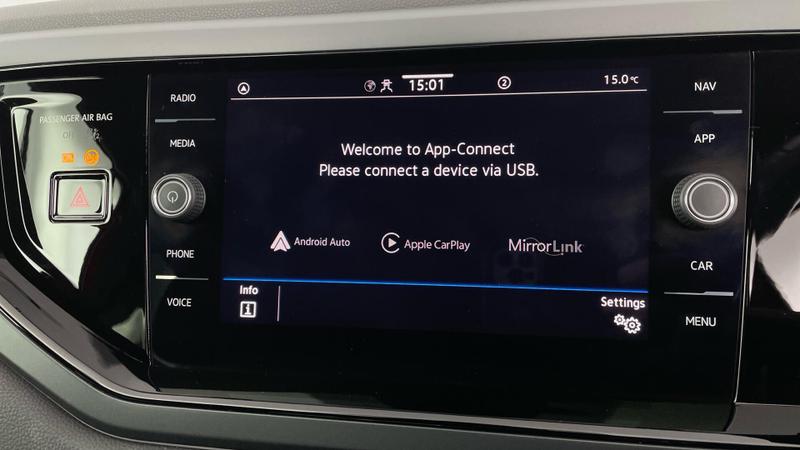 RADIO
MEDIA
PHONE
VOICE
PASSENGER AIR BAG
15:01
2
15.0°C
Welcome to App-Connect
Please connect a device via USB.
Android Auto
Apple CarPlay
MirrorLink
Info
Settings
NAV
APP
CAR
MENU